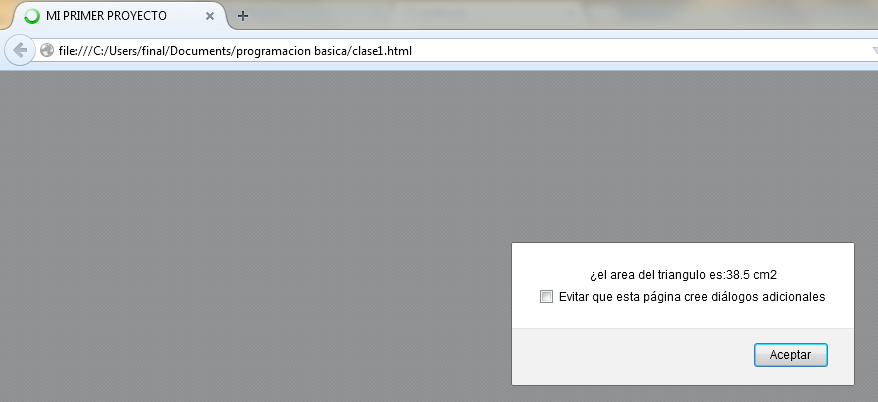 MI PRIMER PROYECTO
file:///C:/Users/final/Documents/programacion basica/clase1.html
¿el area del triangulo es:38.5 cm2
Evitar que esta página cree diálogos adicionales
Aceptar